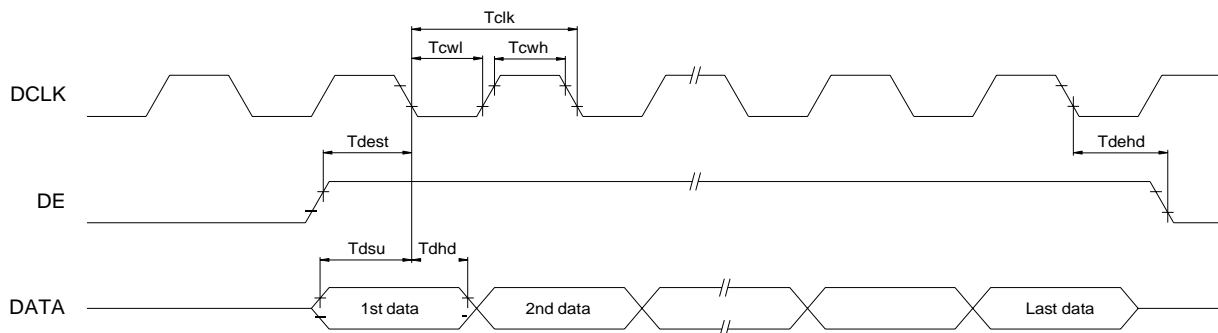 Tclk
Tcwl
Tcwh
DCLK
Tdest
Tdehd
DE
Tdsu
Tdhd
DATA
1st data
2nd data
Last data